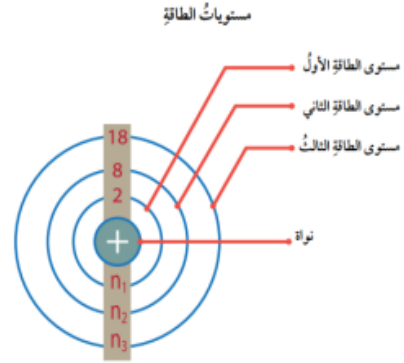 مستوياتُ الطاقةِ
مستوى الطاقةِ الأولُ
مستوى الطاقةِ الثاني
مستوى الطاقةِ الثالثُ
نواة
18
8
2
+
n₁
n₂
n₃